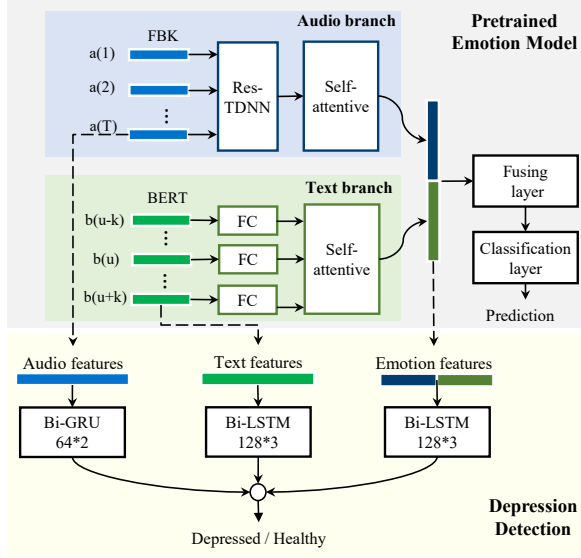 Audio branch
Pretrained
Emotion Model
FBK
a(1)
a(2)
a(T)
Res-
TDNN
Self-
attentive
Text branch
BERT
b(u-k)
b(u)
b(u+k)
FC
FC
FC
Self-
attentive
Fusing
layer
Classification
layer
Prediction
Audio features
Text features
Emotion features
Bi-GRU
64*2
Bi-LSTM
128*3
Bi-LSTM
128*3
Depressed / Healthy
Depression
Detection